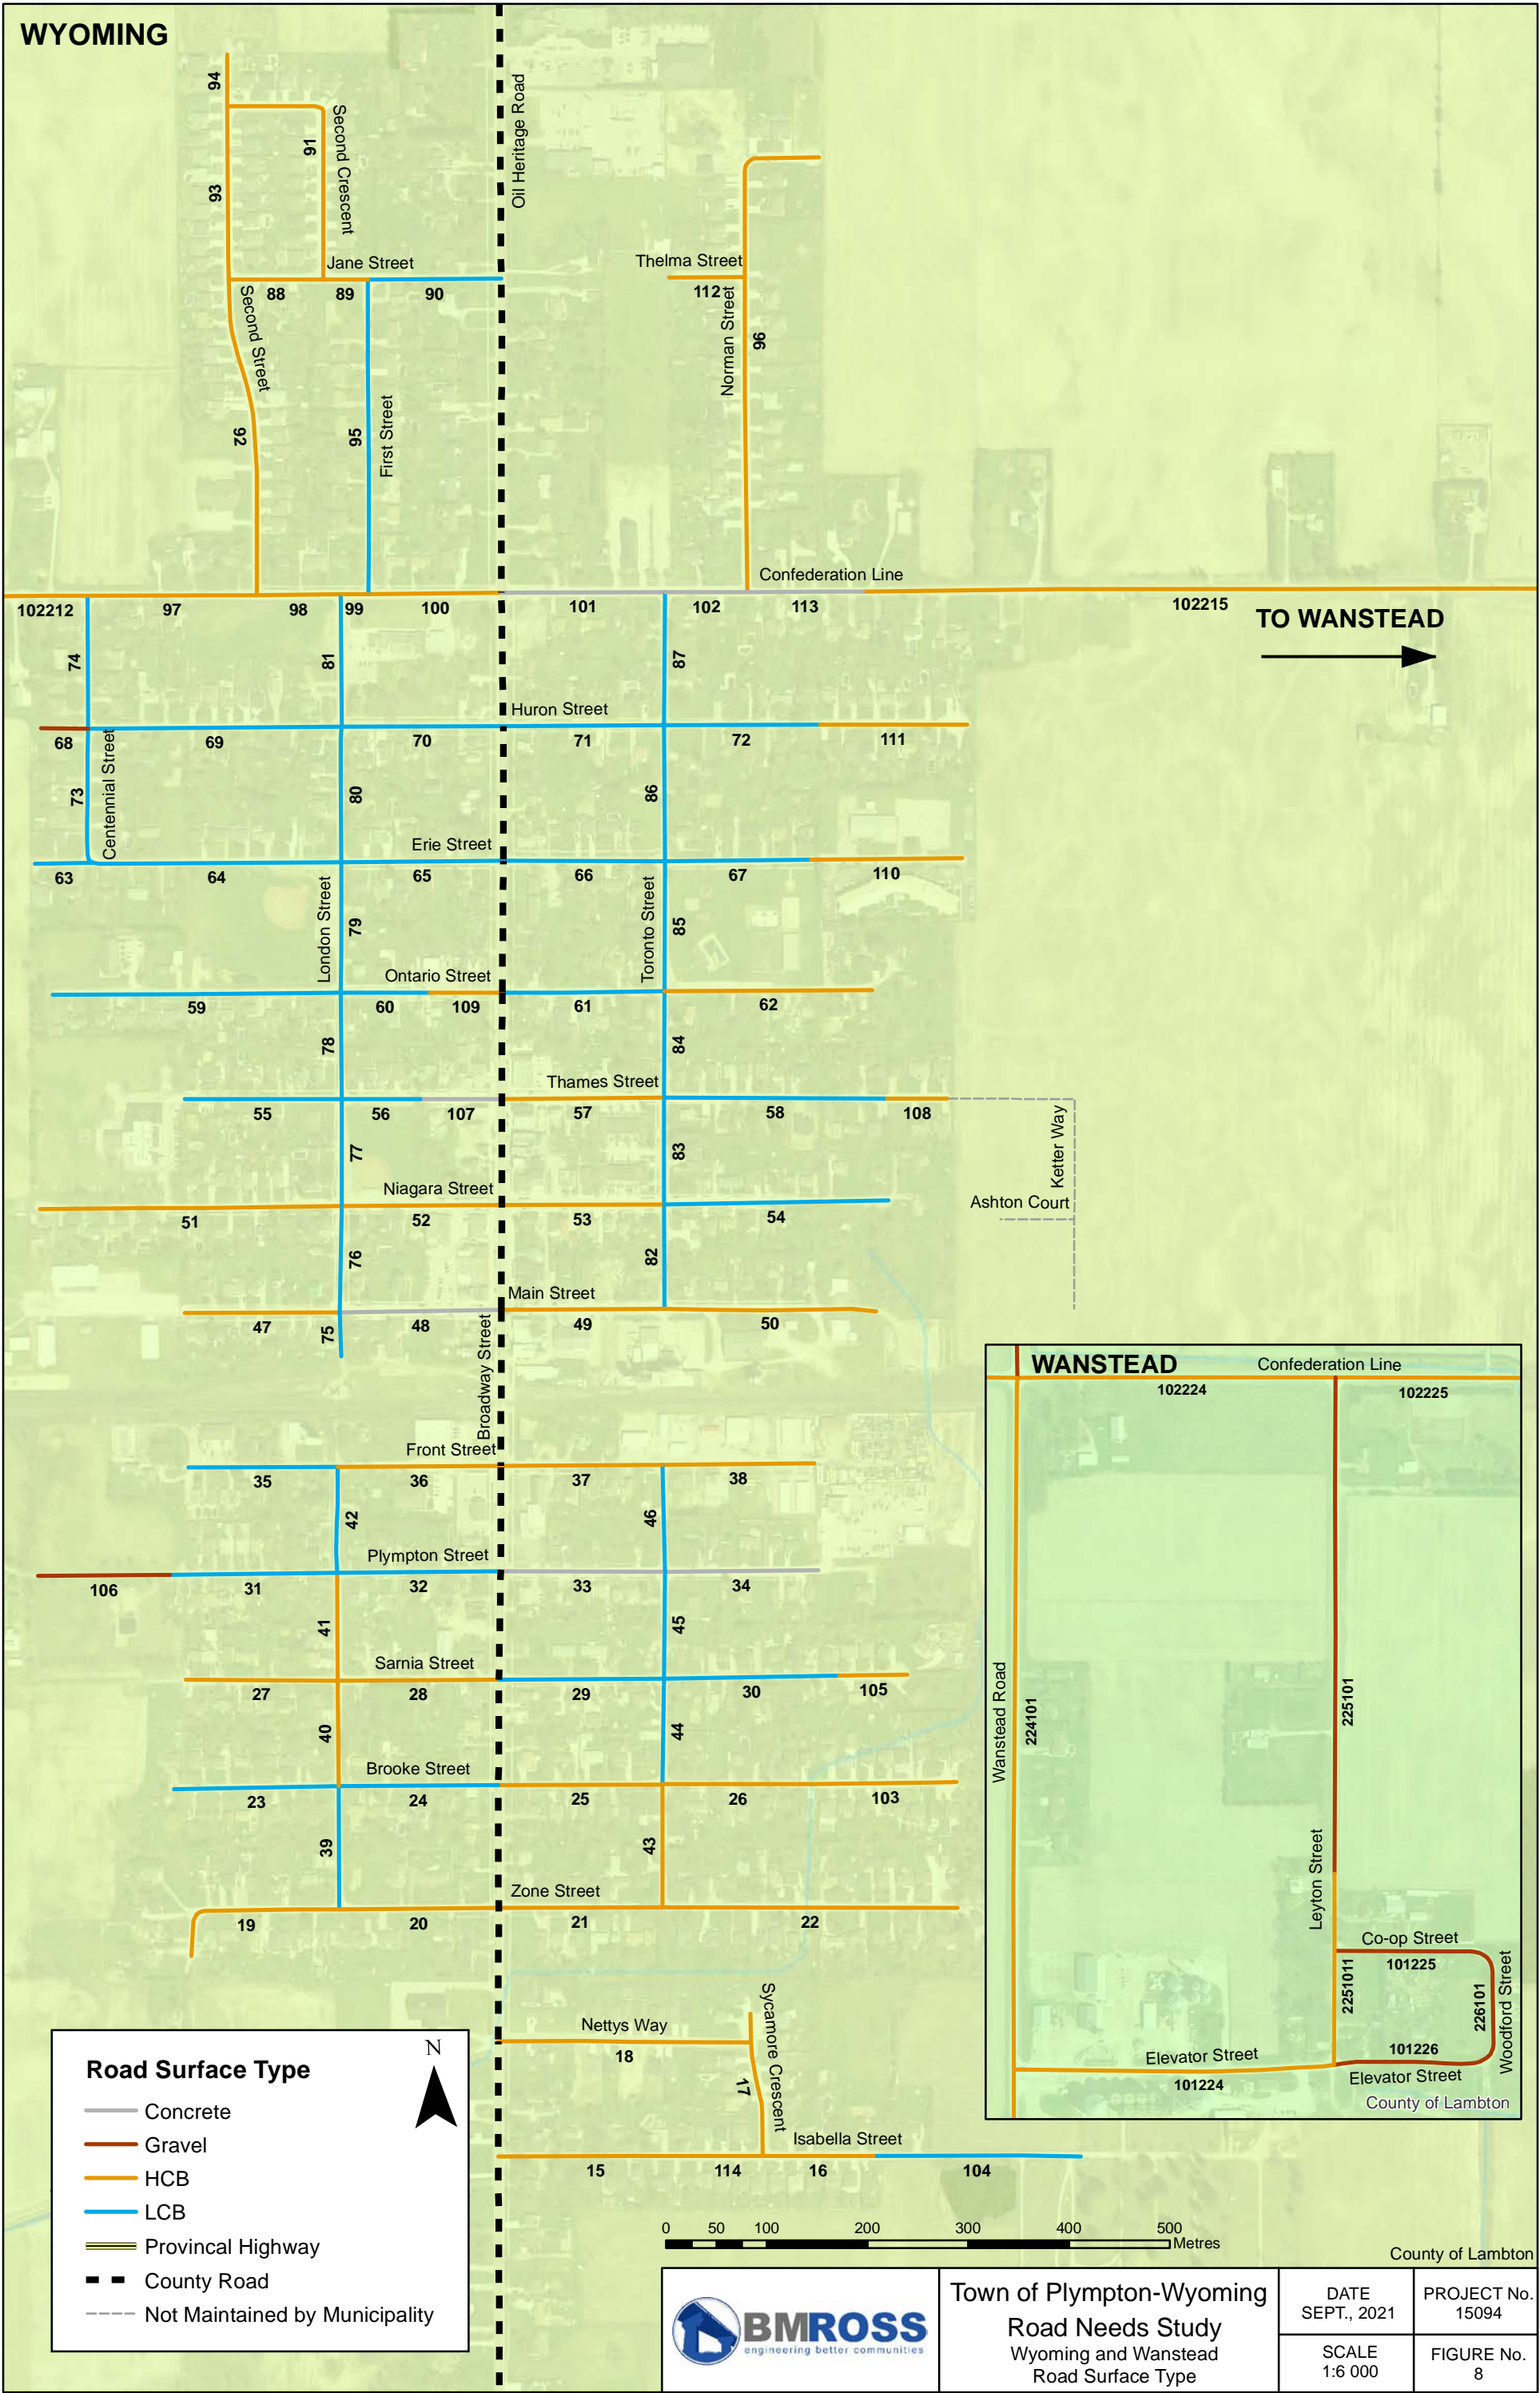 WYOMING
94
Second Crescent
91
93
Oil Heritage Road
Jane Street
88
89
90
Thelma Street
112
Norman Street
96
Second Street
92
95
First Street
Confederation Line
102212
97
98
99
100
101
102
113
102215
TO WANSTEAD
74
81
87
Huron Street
68
69
70
71
72
111
73
Centennial Street
80
86
Erie Street
63
64
65
66
67
110
London Street
79
Toronto Street
85
Ontario Street
59
60
109
61
62
78
84
Thames Street
55
56
107
57
58
108
Ketter Way
77
83
Niagara Street
Ashton Court
51
52
53
54
76
82
Main Street
47
75
48
49
50
Broadway Street
Front Street
35
36
37
38
42
46
Plympton Street
106
31
32
33
34
41
45
Sarnia Street
27
28
29
30
105
40
44
Brooke Street
23
24
25
26
103
39
43
Zone Street
19
20
21
22
Nettys Way
18
Sycamore Crescent
17
Isabella Street
15
114
16
104
WANSTEAD
Confederation Line
102224
102225
Wanstead Road
224101
225101
Leyton Street
Co-op Street
101225
2251011
226101
Woodford Street
Elevator Street
101226
101224
Elevator Street
County of Lambton
Road Surface Type
N
Concrete
Gravel
HCB
LCB
Provincal Highway
County Road
Not Maintained by Municipality
0 50 100 200 300 400 500
Metres
County of Lambton
BMROSS
engineering better communities
Town of Plympton-Wyoming
Road Needs Study
Wyoming and Wanstead
Road Surface Type
DATE
SEPT., 2021
PROJECT No.
15094
SCALE
1:6 000
FIGURE No.
8